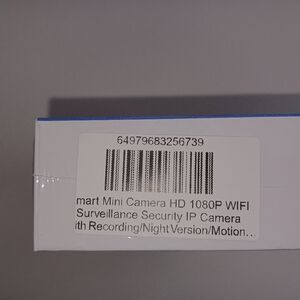 64979683256739
mart Mini Camera HD 1080P WIFI
Surveillance Security IP Camera
ith Recording/Night Version/Motion...